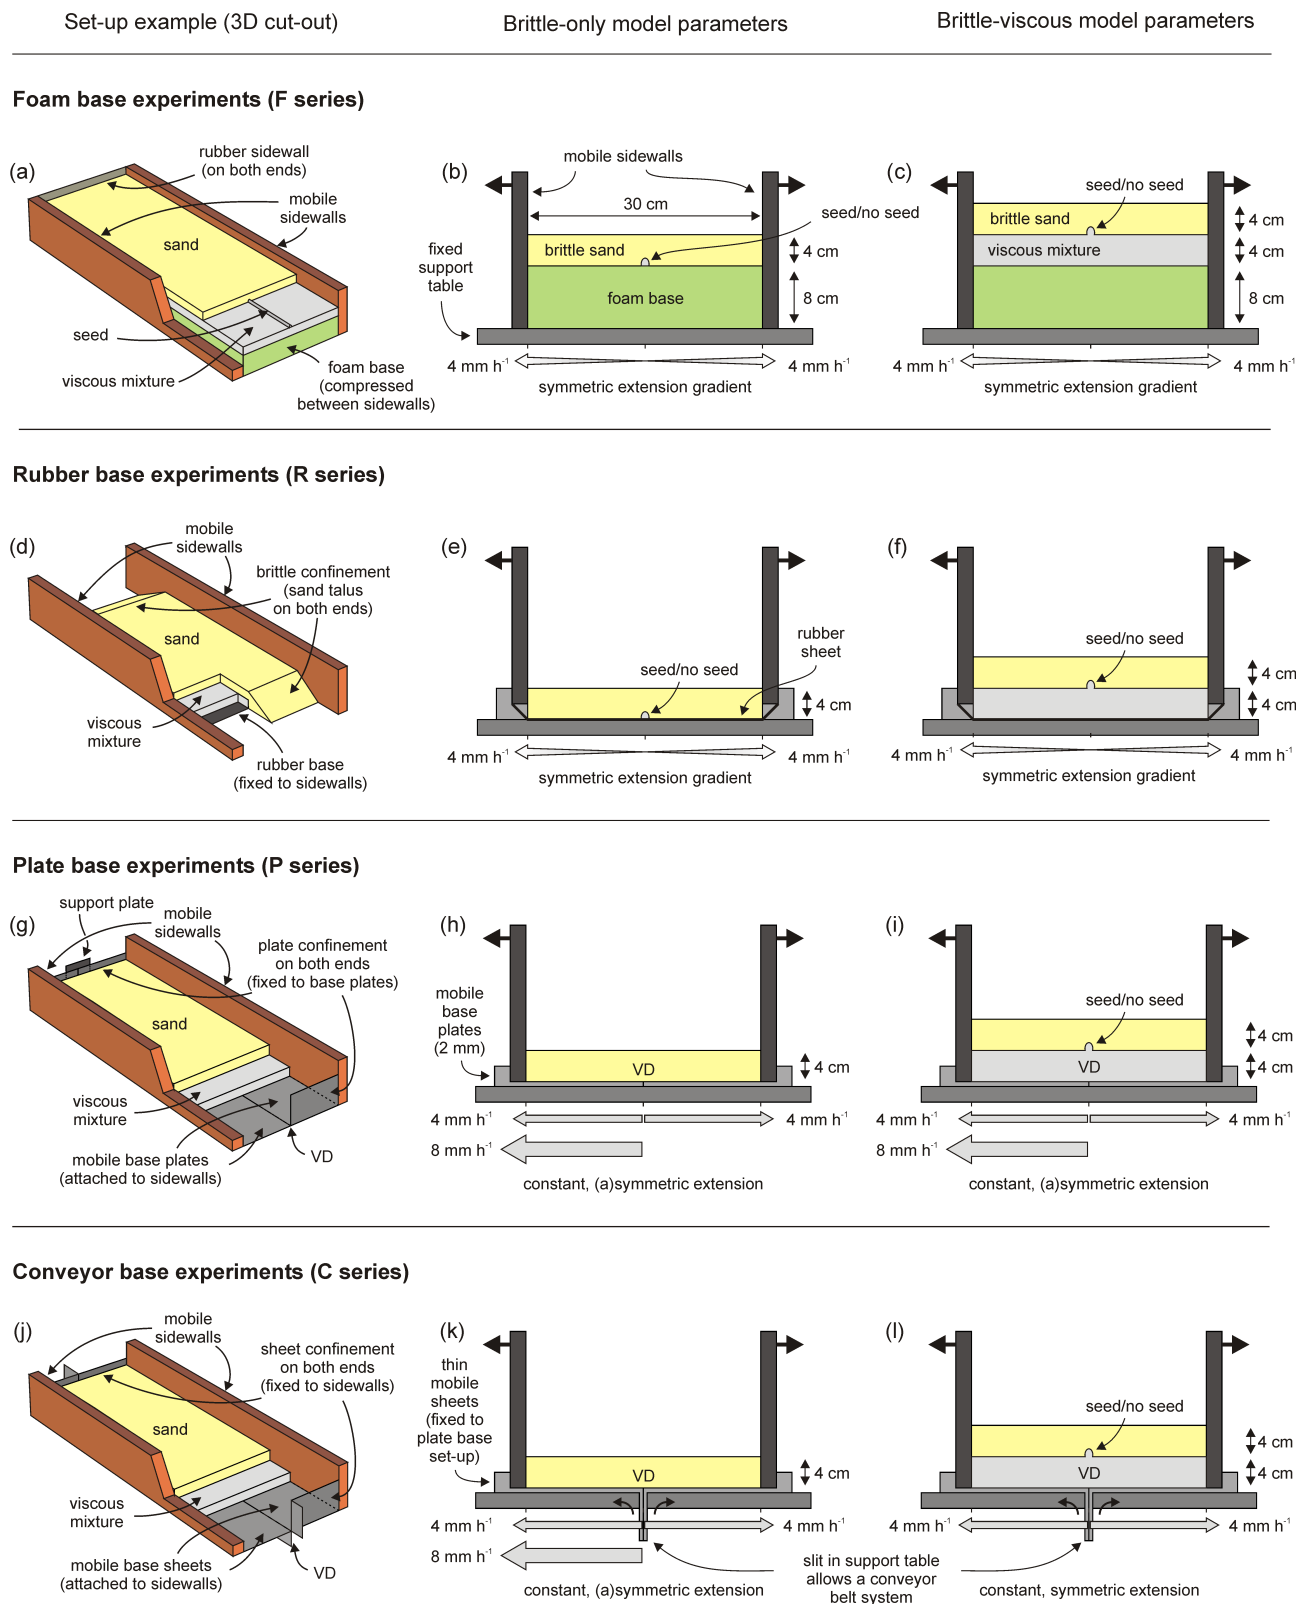 Set-up example (3D cut-out)
Brittle-only model parameters
Brittle-viscous model parameters
Foam base experiments (F series)
(a)
rubber sidewall
(on both ends)
mobile
sidewalls
sand
seed
viscous mixture
foam base
(compressed
between sidewalls)
(b)
mobile sidewalls
30 cm
seed/no seed
fixed
support
table
brittle sand
4 cm
foam base
8 cm
4 mm h⁻¹
4 mm h⁻¹
symmetric extension gradient
(c)
seed/no seed
brittle sand
4 cm
viscous mixture
4 cm
8 cm
4 mm h⁻¹
4 mm h⁻¹
symmetric extension gradient
Rubber base experiments (R series)
(d)
mobile
sidewalls
brittle confinement
(sand talus
on both ends)
sand
viscous
mixture
rubber base
(fixed to sidewalls)
(e)
rubber
sheet
seed/no seed
4 cm
4 mm h⁻¹
4 mm h⁻¹
symmetric extension gradient
(f)
seed/no seed
4 cm
4 cm
4 mm h⁻¹
4 mm h⁻¹
symmetric extension gradient
Plate base experiments (P series)
(g)
support plate
mobile
sidewalls
plate confinement
on both ends
(fixed to base plates)
sand
viscous
mixture
mobile base plates
(attached to sidewalls)
VD
(h)
mobile
base
plates
(2 mm)
VD
4 cm
4 mm h⁻¹
4 mm h⁻¹
8 mm h⁻¹
constant, (a)symmetric extension
(i)
seed/no seed
4 cm
VD
4 cm
4 mm h⁻¹
4 mm h⁻¹
8 mm h⁻¹
constant, (a)symmetric extension
Conveyor base experiments (C series)
(j)
mobile
sidewalls
sheet confinement
on both ends
(fixed to sidewalls)
sand
viscous
mixture
mobile base sheets
(attached to sidewalls)
VD
(k)
thin
mobile
sheets
(fixed to
plate base
set-up)
VD
4 cm
4 mm h⁻¹
4 mm h⁻¹
8 mm h⁻¹
constant, (a)symmetric extension
slit in support table
allows a conveyor
belt system
(l)
seed/no seed
4 cm
VD
4 cm
4 mm h⁻¹
4 mm h⁻¹
constant, symmetric extension